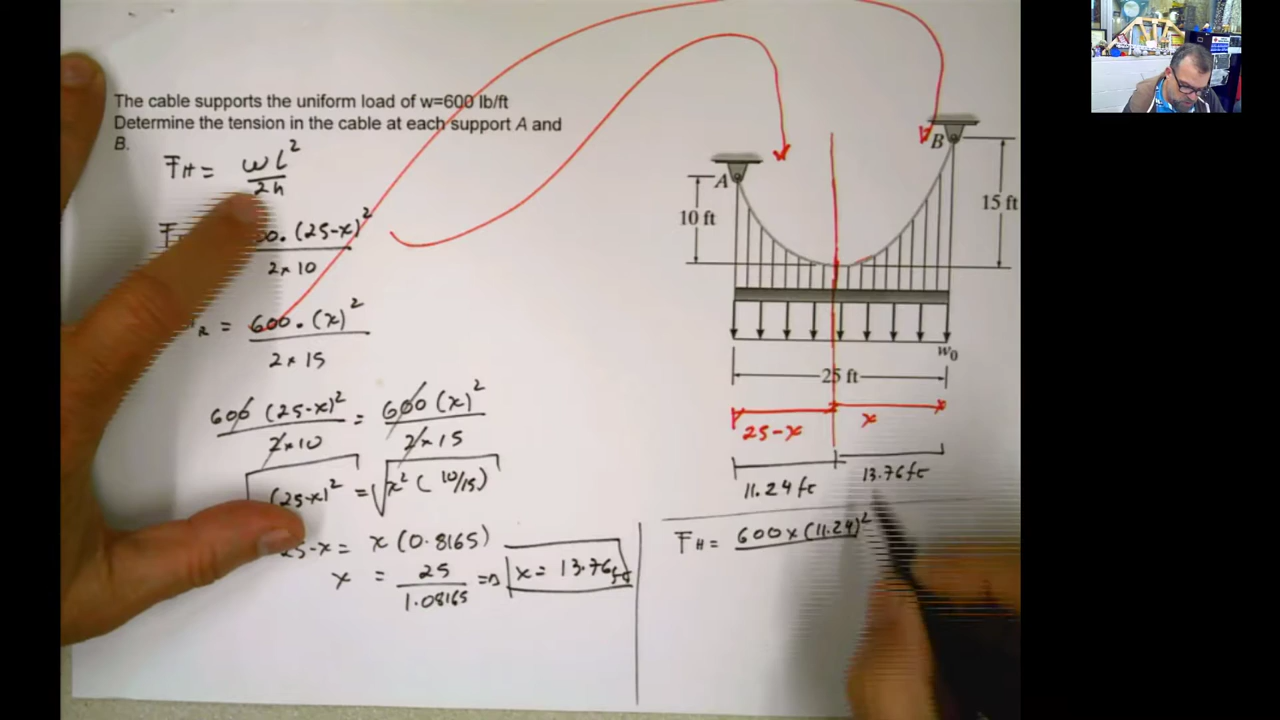 The cable supports the uniform load of w=600 lb/ft
Determine the tension in the cable at each support A and
B.
FH = wL²
2h
00. (25-x)²
2 × 10
R = 600. (x)²
2 × 15
600 (25-x)² = 600 (x)²
2×10 2×15
(25-x)² = √x² ( 10/15)
25-x = x (0.8165)
x = 25 ⇒ x = 13.76 ft
1.08165
A
B
10 ft
15 ft
w₀
25 ft
25-x x
11.24 ft 13.76 ft
FH = 600 x (11.24)²